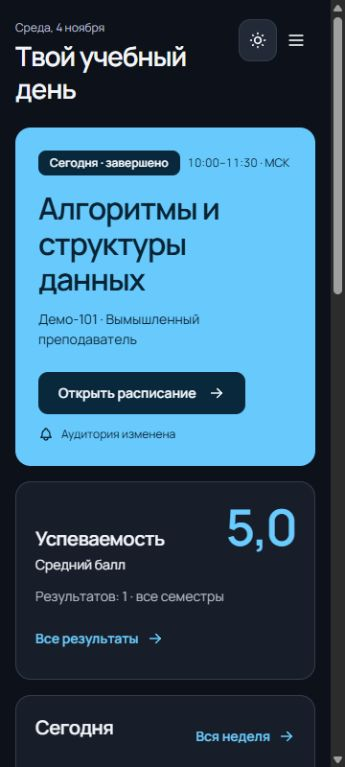 Среда, 4 ноября
Твой учебный
день
Сегодня · завершено
10:00–11:30 · МСК
Алгоритмы и
структуры
данных
Демо-101 · Вымышленный
преподаватель
Открыть расписание
Аудитория изменена
5,0
Успеваемость
Средний балл
Результатов: 1 · все семестры
Все результаты
Сегодня
Вся неделя